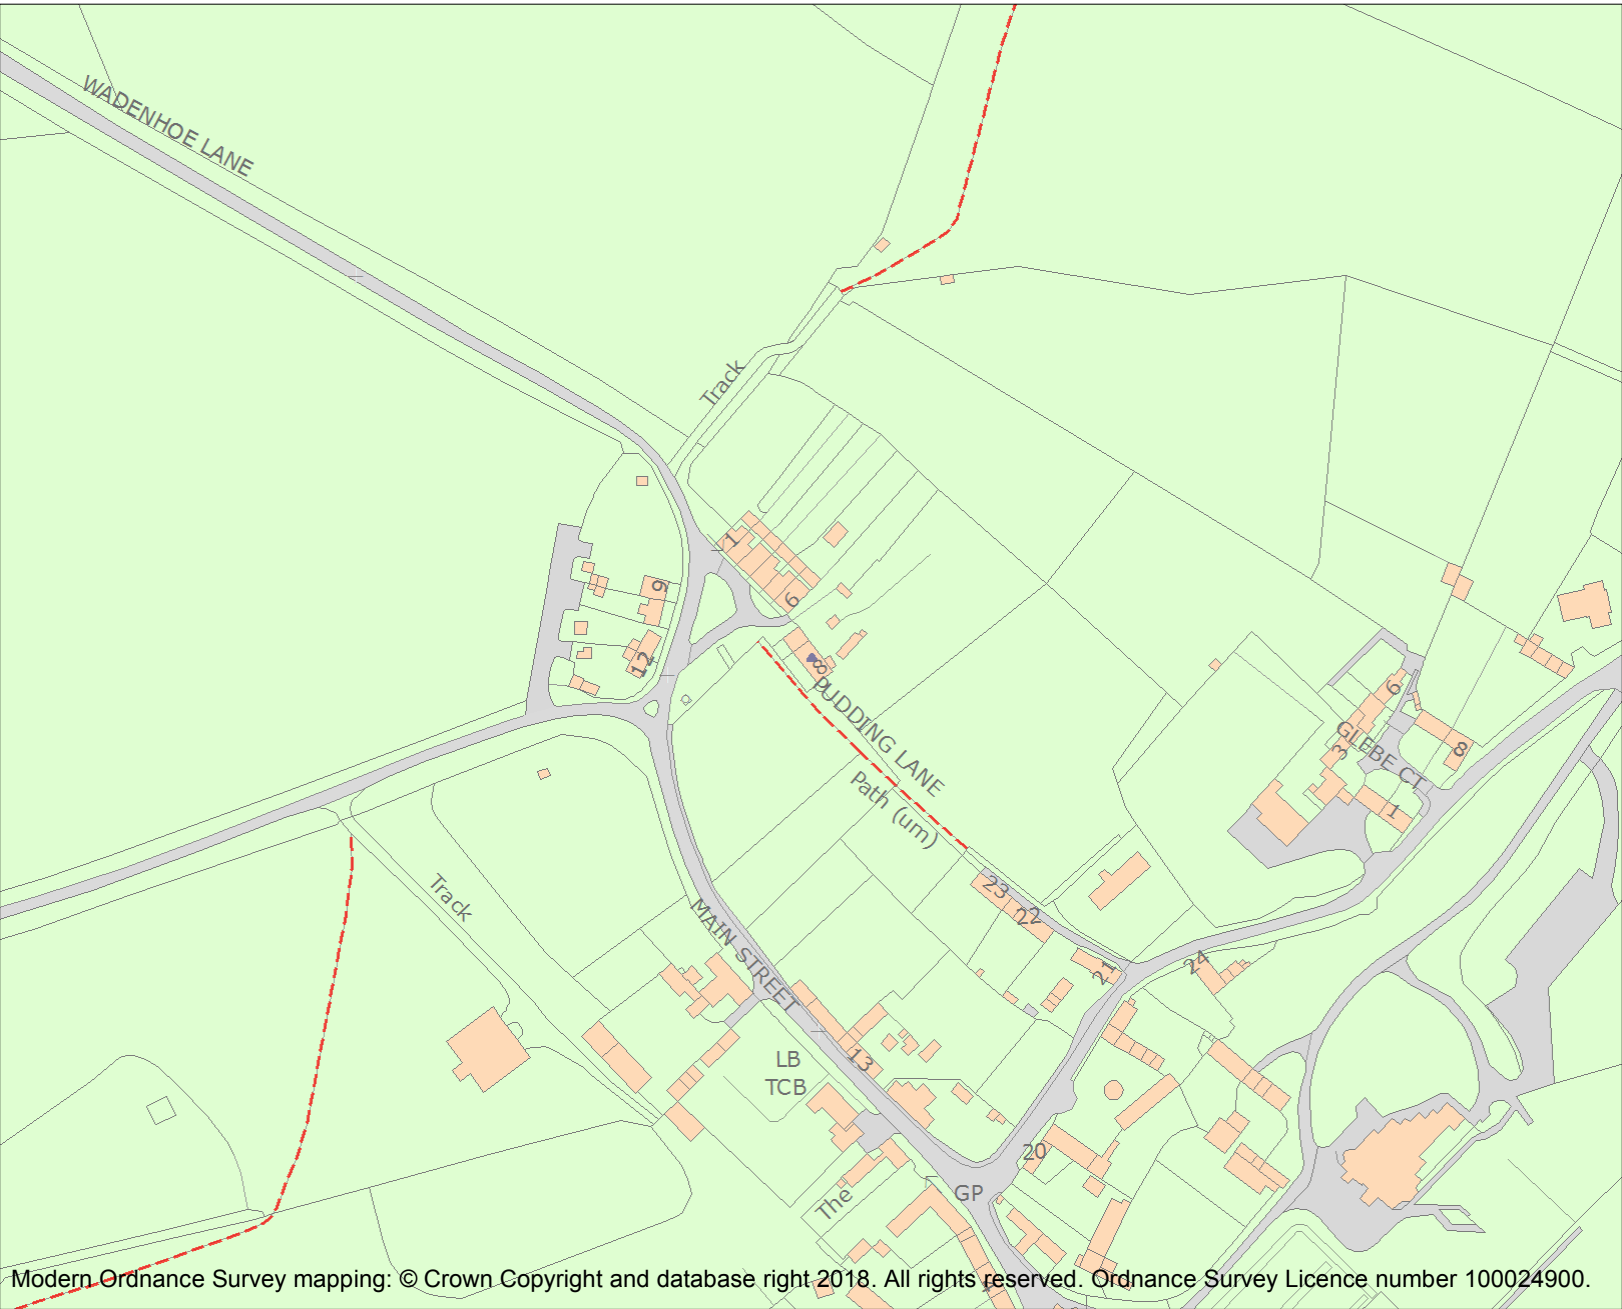 WADENHOE LANE
Track
1
6
9
12
8
PUDDING LANE
Path (um)
6
GLEBE CT
3
8
1
Track
23
22
21
24
MAIN STREET
LB
TCB
13
20
The
GP
Modern Ordnance Survey mapping: © Crown Copyright and database right 2018. All rights reserved. Ordnance Survey Licence number 100024900.